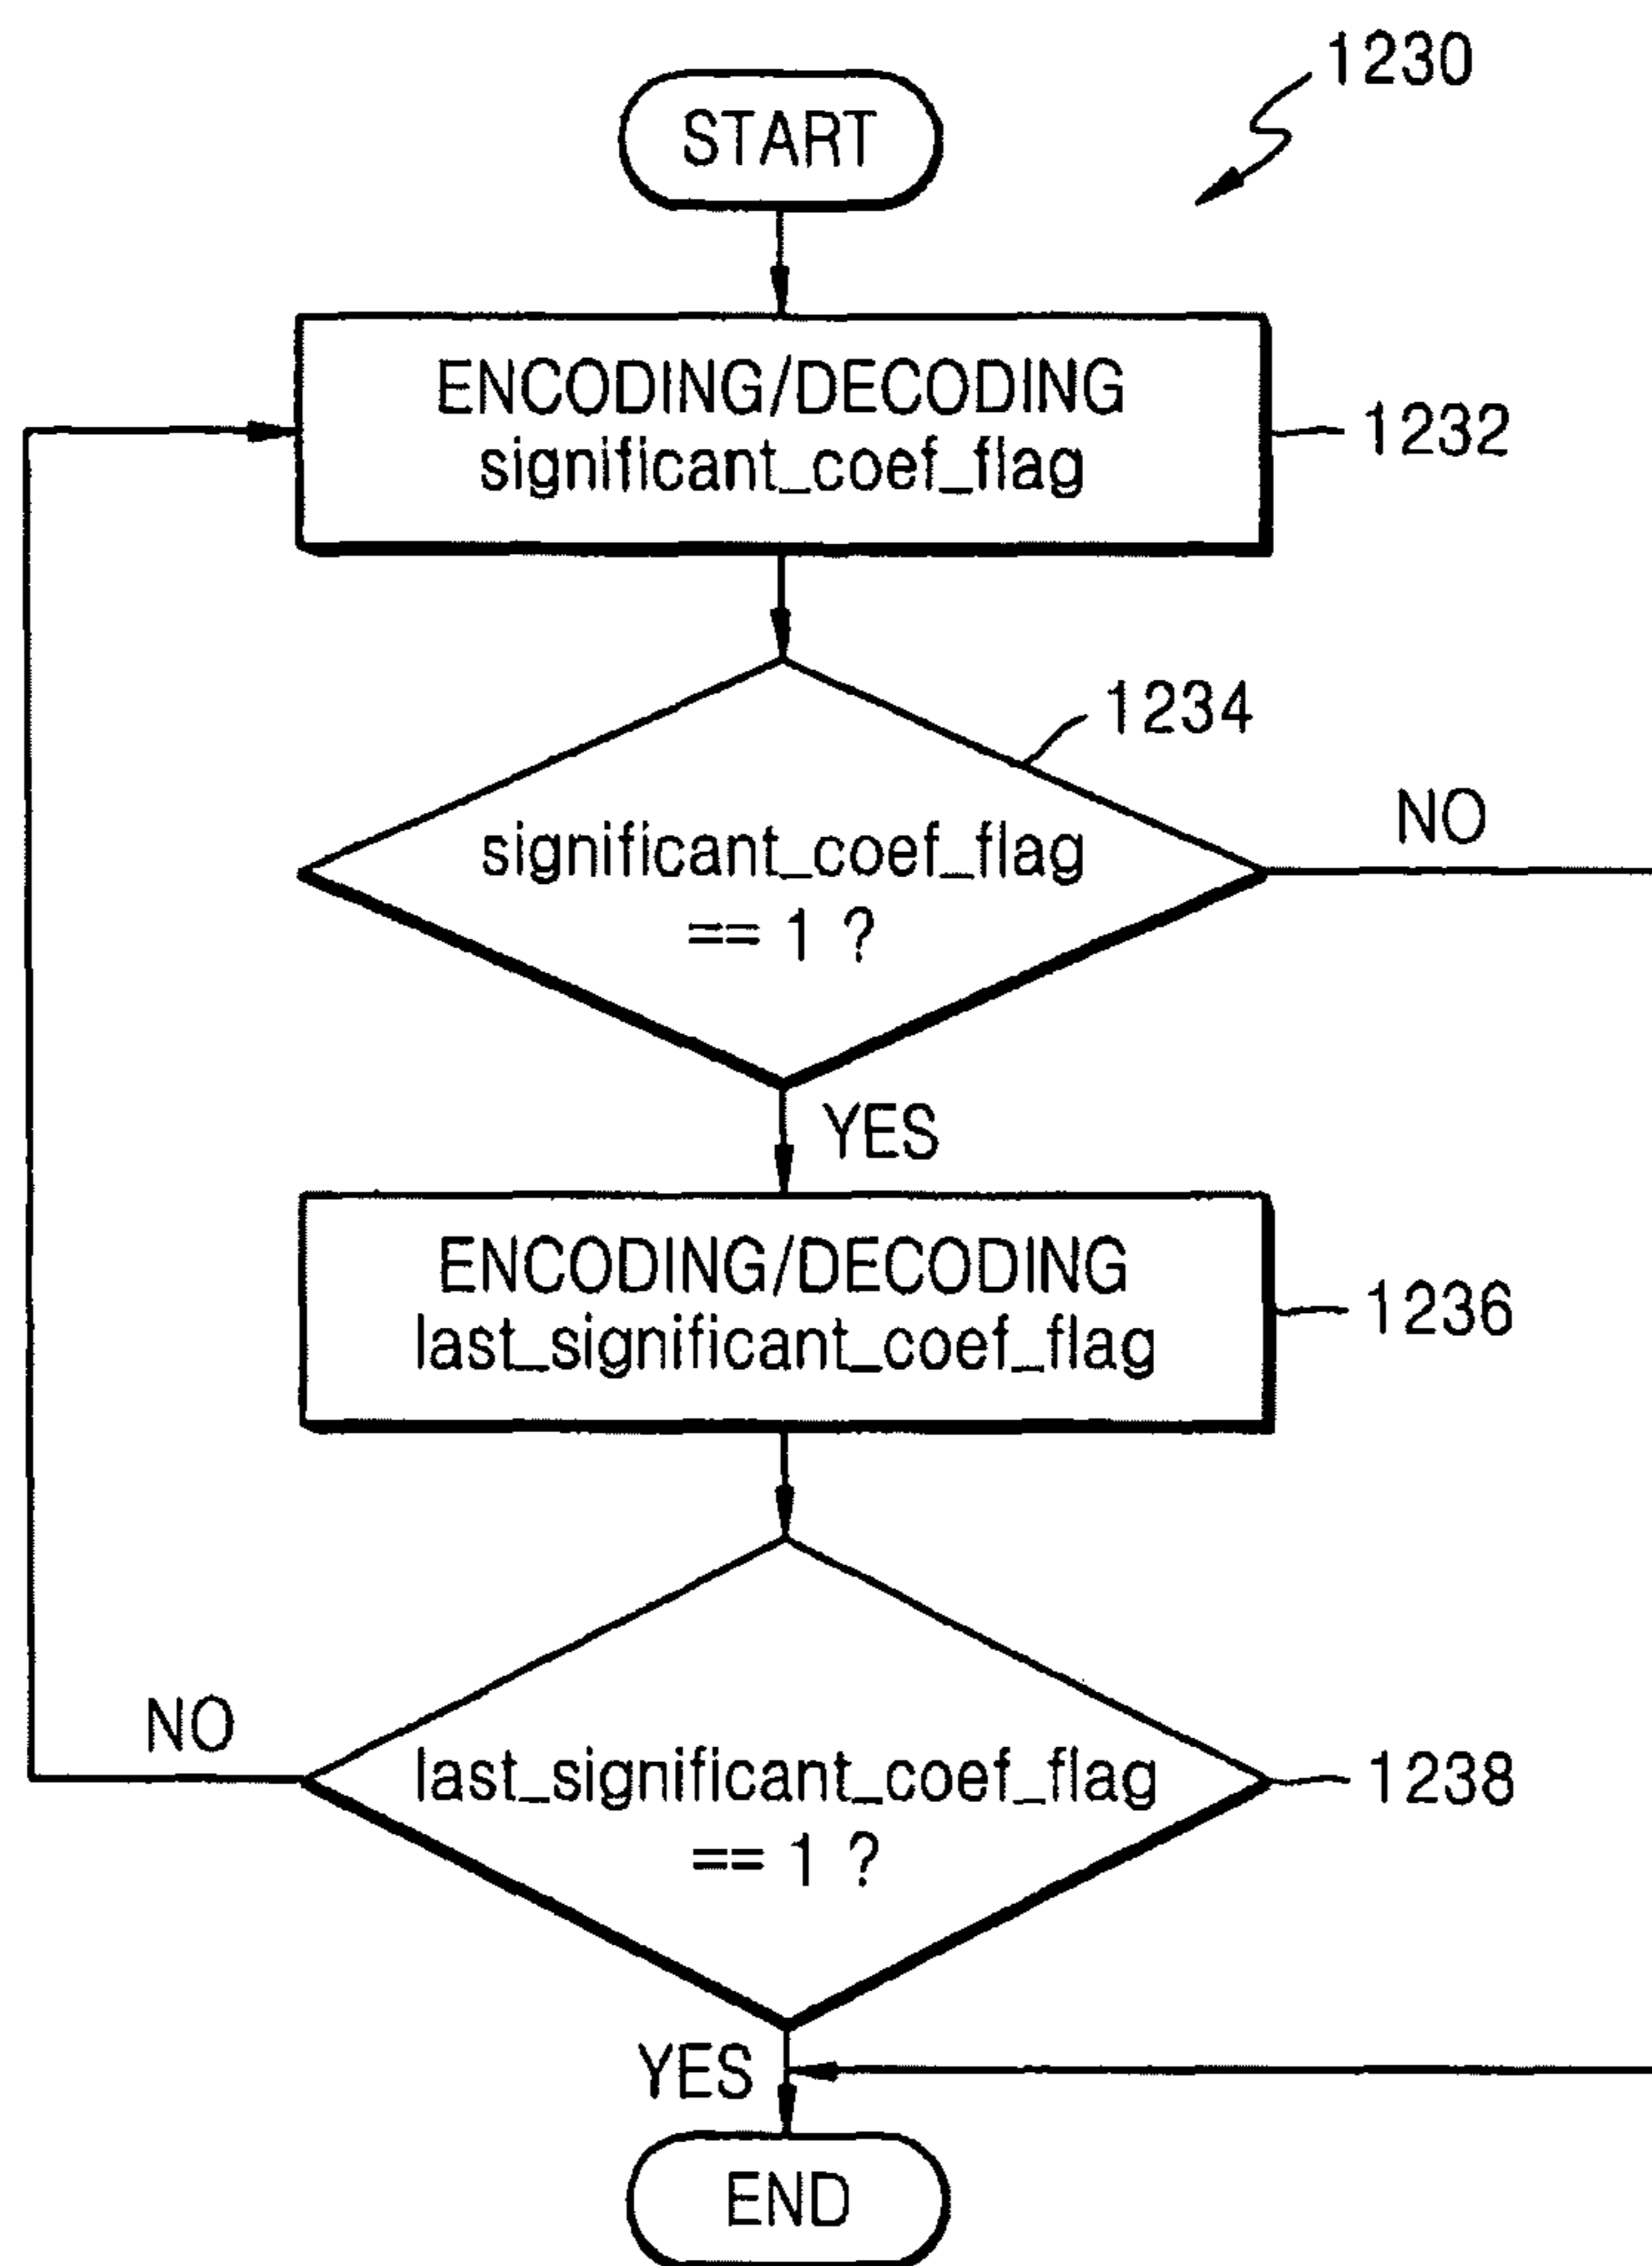 1230
START
ENCODING/DECODING
significant_coef_flag
1232
1234
significant_coef_flag
== 1 ?
NO
YES
ENCODING/DECODING
last_significant_coef_flag
1236
NO
last_significant_coef_flag
== 1 ?
1238
YES
END